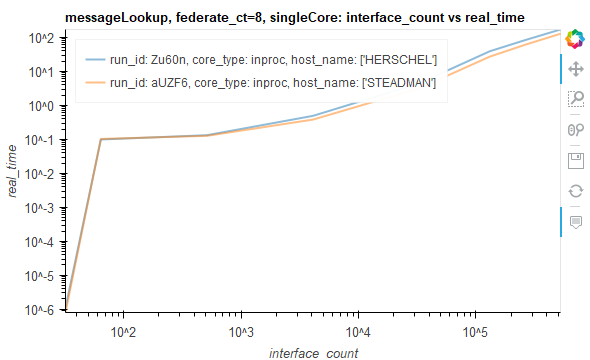 messageLookup, federate_ct=8, singleCore: interface_count vs real_time
run_id: Zu60n, core_type: inproc, host_name: ['HERSCHEL']
run_id: aUZF6, core_type: inproc, host_name: ['STEADMAN']
10^2
10^1
10^0
10^-1
10^-2
10^-3
10^-4
10^-5
10^-6
real_time
10^2 10^3 10^4 10^5
interface_count